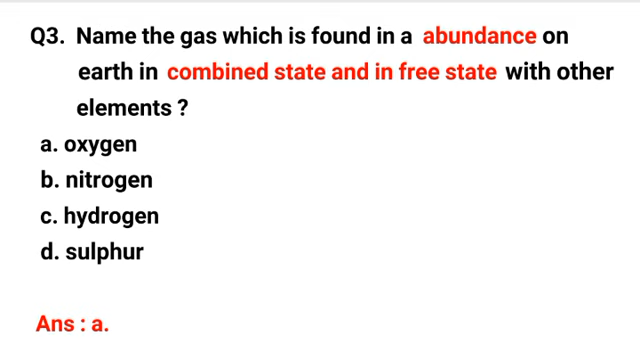 Q3. Name the gas which is found in a abundance on
earth in combined state and in free state with other
elements ?
a. oxygen
b. nitrogen
c. hydrogen
d. sulphur
Ans : a.